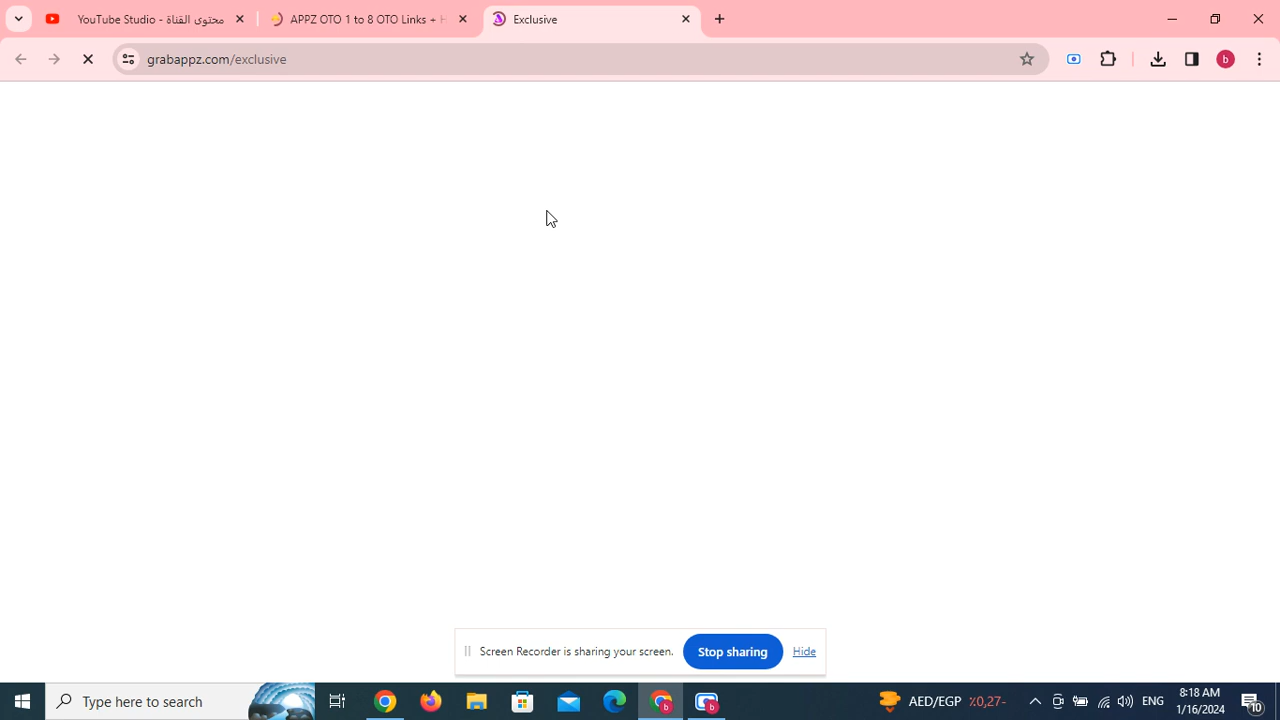 YouTube Studio - محتوى القناة
APPZ OTO 1 to 8 OTO Links +
Exclusive
grabappz.com/exclusive
b
Screen Recorder is sharing your screen.
Stop sharing
Hide
Type here to search
b
b
AED/EGP ٪0,27-
ENG
8:18 AM
1/16/2024
10